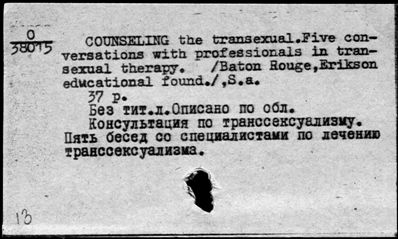 0
38015
COUNSELING the transexual.Five con-
versations with professionals in tran-
sexual therapy. /Baton Rouge,Erikson
educational found./,S.a.
37 p.
Без тит.л.Описано по обл.
Консультация по транссексуализму.
Пять бесед со специалистами по лечению
транссексуализма.
13